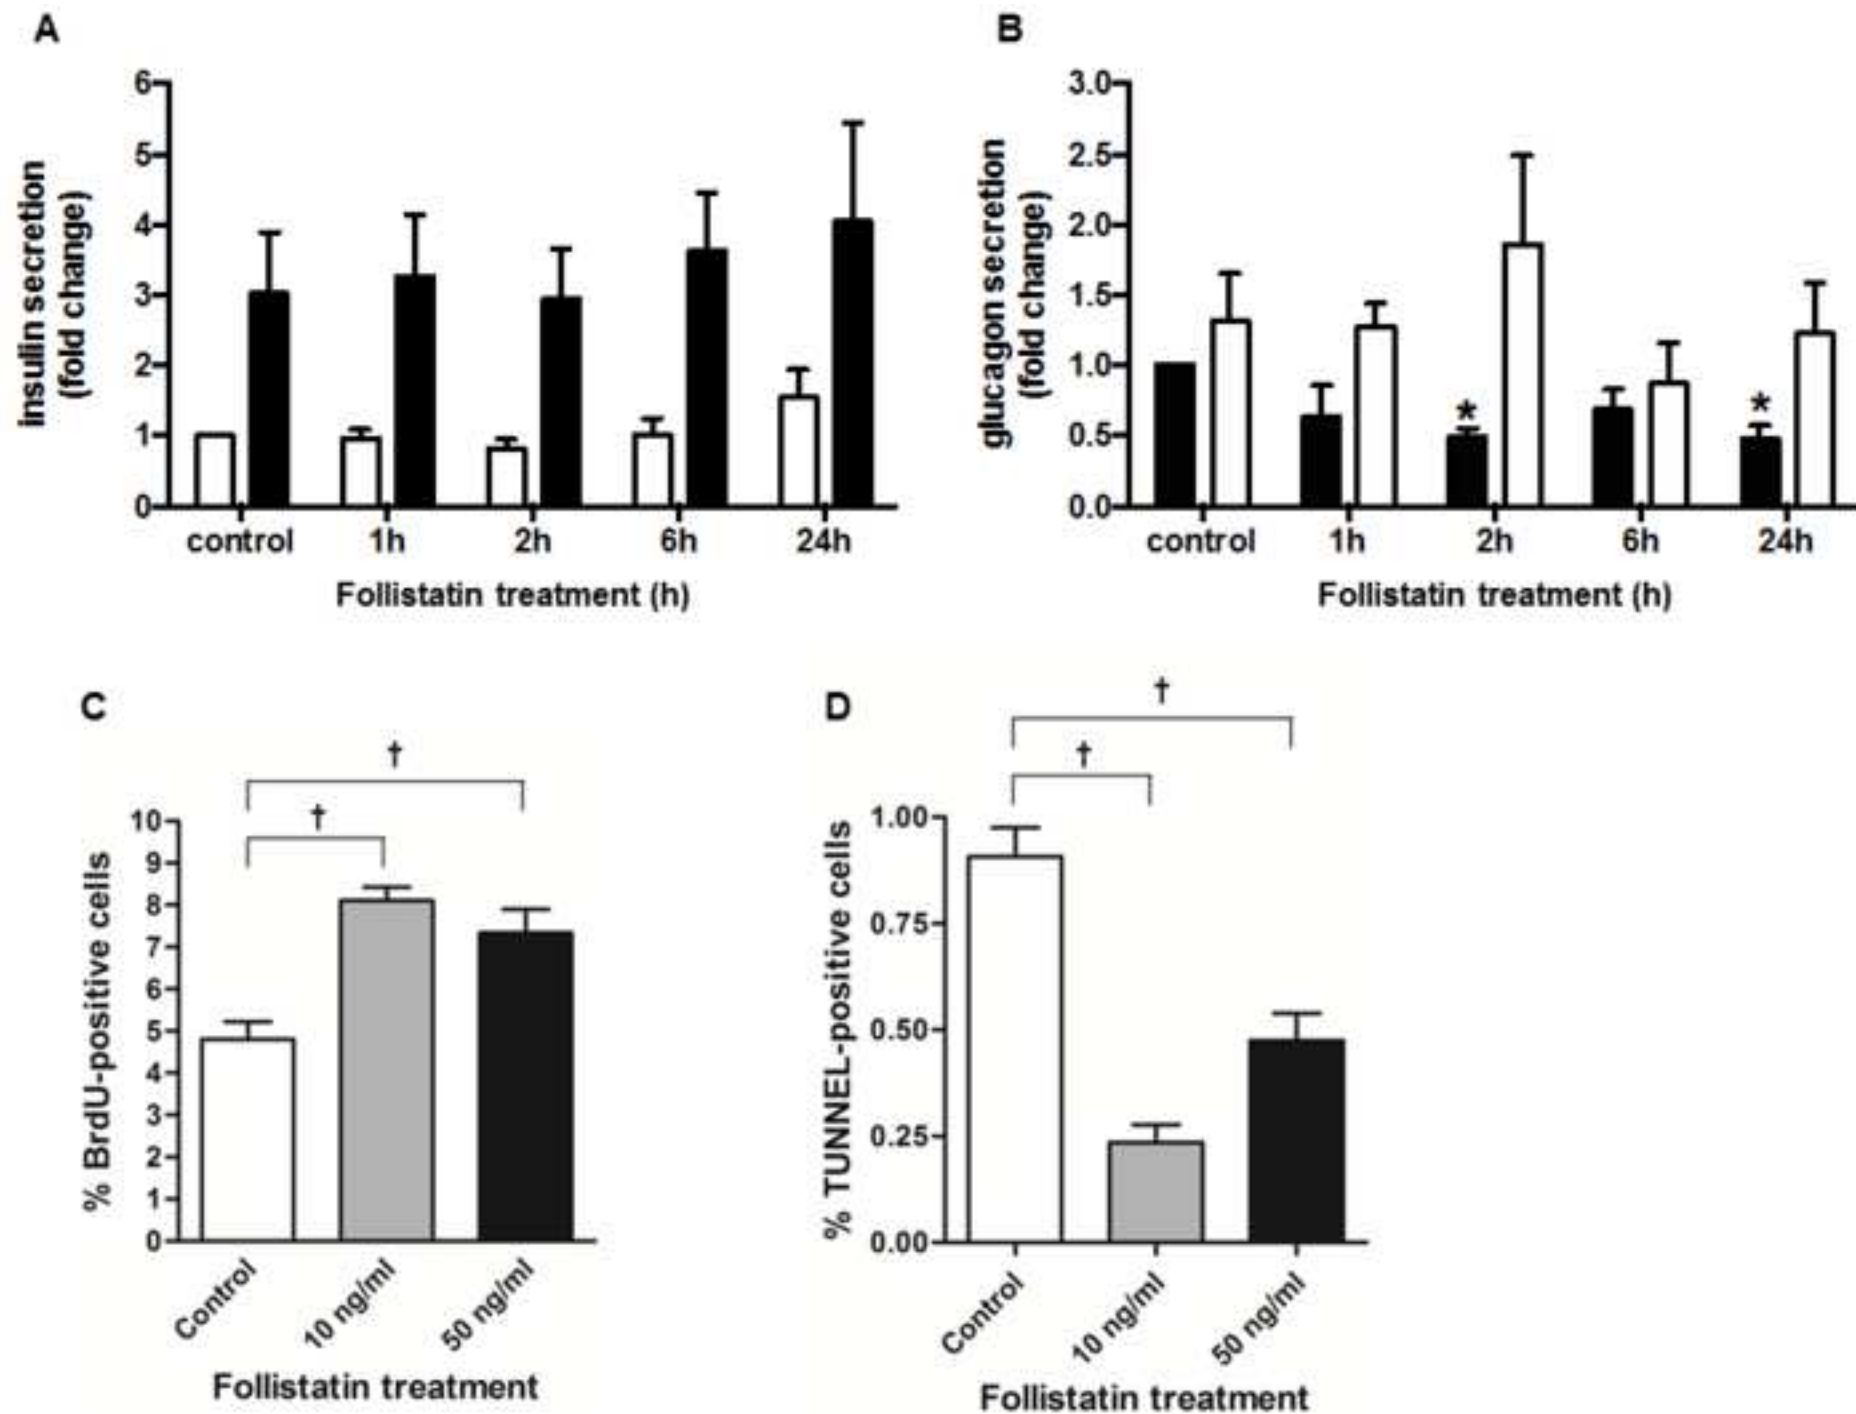 A
insulin secretion
(fold change)
6
5
4
3
2
1
0
control 1h 2h 6h 24h
Follistatin treatment (h)
B
glucagon secretion
(fold change)
3.0
2.5
2.0
1.5
1.0
0.5
0.0
*
*
control 1h 2h 6h 24h
Follistatin treatment (h)
C
†
†
% BrdU-positive cells
10
9
8
7
6
5
4
3
2
1
0
Control
10 ng/ml
50 ng/ml
Follistatin treatment
D
†
†
% TUNNEL-positive cells
1.00
0.75
0.50
0.25
0.00
Control
10 ng/ml
50 ng/ml
Follistatin treatment